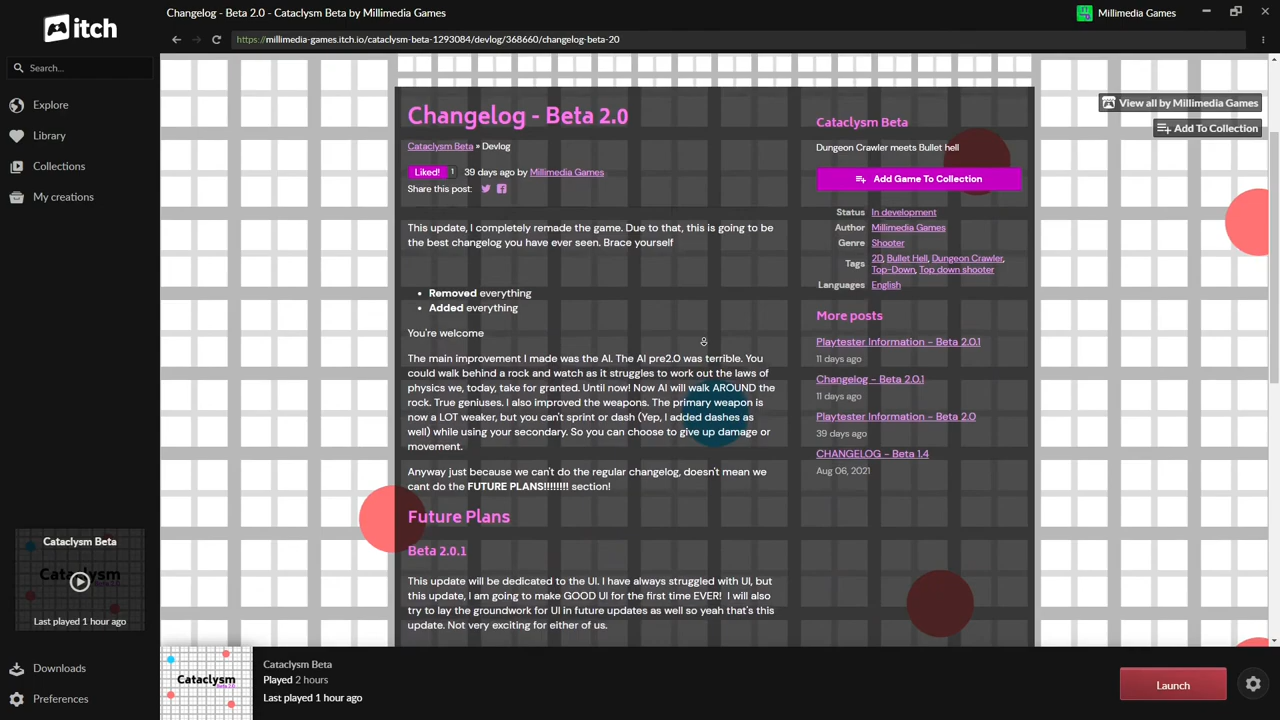 itch
Changelog - Beta 2.0 - Cataclysm Beta by Millimedia Games
Millimedia Games
https://millimedia-games.itch.io/cataclysm-beta-1293084/devlog/368660/changelog-beta-20
Search...
Explore
Library
Collections
My creations
View all by Millimedia Games
Add To Collection
Changelog - Beta 2.0
Cataclysm Beta » Devlog
Liked! 1 39 days ago by Millimedia Games
Share this post:
This update, I completely remade the game. Due to that, this is going to be
the best changelog you have ever seen. Brace yourself
• Removed everything
• Added everything
You're welcome
The main improvement I made was the AI. The AI pre2.0 was terrible. You
could walk behind a rock and watch as it struggles to work out the laws of
physics we, today, take for granted. Until now! Now AI will walk AROUND the
rock. True geniuses. I also improved the weapons. The primary weapon is
now a LOT weaker, but you can't sprint or dash (Yep, I added dashes as
well) while using your secondary. So you can choose to give up damage or
movement.
Anyway just because we can't do the regular changelog, doesn't mean we
cant do the FUTURE PLANS!!!!!!!! section!
Future Plans
Beta 2.0.1
This update will be dedicated to the UI. I have always struggled with UI, but
this update, I am going to make GOOD UI for the first time EVER! I will also
try to lay the groundwork for UI in future updates as well so yeah that's this
update. Not very exciting for either of us.
Cataclysm Beta
Dungeon Crawler meets Bullet hell
Add Game To Collection
Status In development
Author Millimedia Games
Genre Shooter
Tags 2D, Bullet Hell, Dungeon Crawler,
Top-Down, Top down shooter
Languages English
More posts
Playtester Information - Beta 2.0.1
11 days ago
Changelog - Beta 2.0.1
11 days ago
Playtester Information - Beta 2.0
39 days ago
CHANGELOG - Beta 1.4
Aug 06, 2021
Cataclysm Beta
Cataclysm
Last played 1 hour ago
Downloads
Preferences
Cataclysm
Beta 2.0
Cataclysm Beta
Played 2 hours
Last played 1 hour ago
Launch